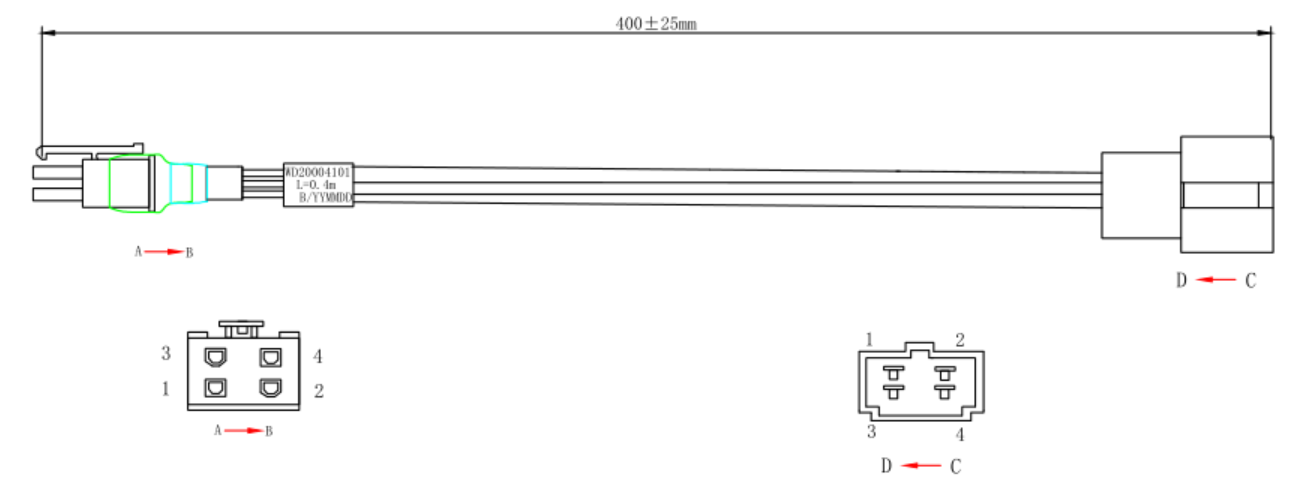 400±25mm
WD20004101
L=0.4m
B/YYMMDD
A B
D C
3 4
1 2
A B
1 2
3 4
D C